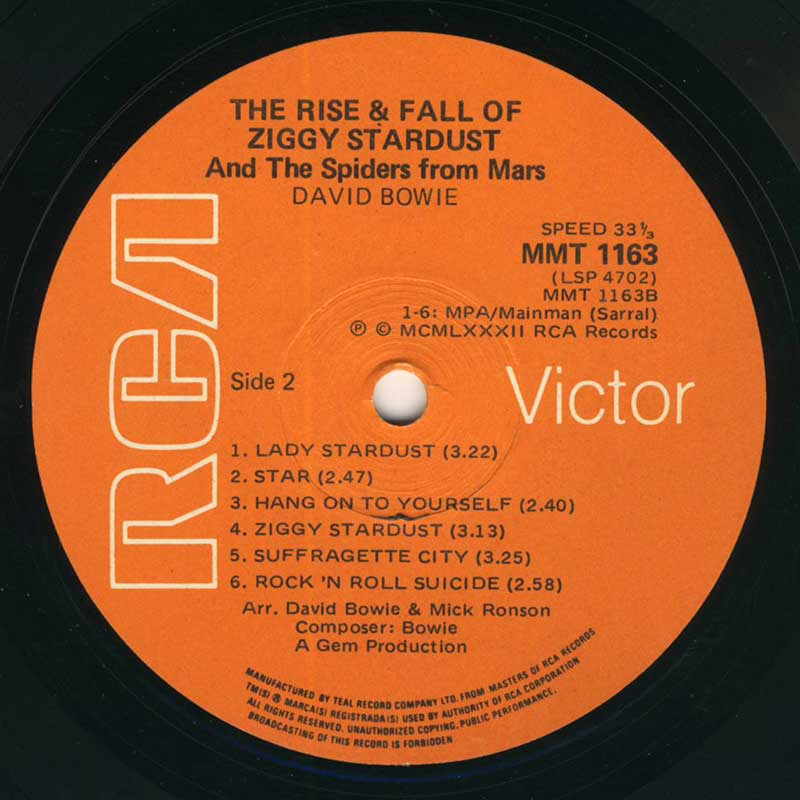 THE RISE & FALL OF
ZIGGY STARDUST
And The Spiders from Mars
DAVID BOWIE
SPEED 33⅓
MMT 1163
(LSP 4702)
MMT 1163B
1-6: MPA/Mainman (Sarral)
℗ © MCMLXXXII RCA Records
RCA
Side 2
Victor
1. LADY STARDUST (3.22)
2. STAR (2.47)
3. HANG ON TO YOURSELF (2.40)
4. ZIGGY STARDUST (3.13)
5. SUFFRAGETTE CITY (3.25)
6. ROCK 'N ROLL SUICIDE (2.58)
Arr. David Bowie & Mick Ronson
Composer: Bowie
A Gem Production
MANUFACTURED BY TEAL RECORD COMPANY LTD. FROM MASTERS OF RCA RECORDS
TM(S) ® MARCA(S) REGISTRADA(S) USED BY AUTHORITY OF RCA CORPORATION
ALL RIGHTS RESERVED. UNAUTHORIZED COPYING, PUBLIC PERFORMANCE,
BROADCASTING OF THIS RECORD IS FORBIDDEN